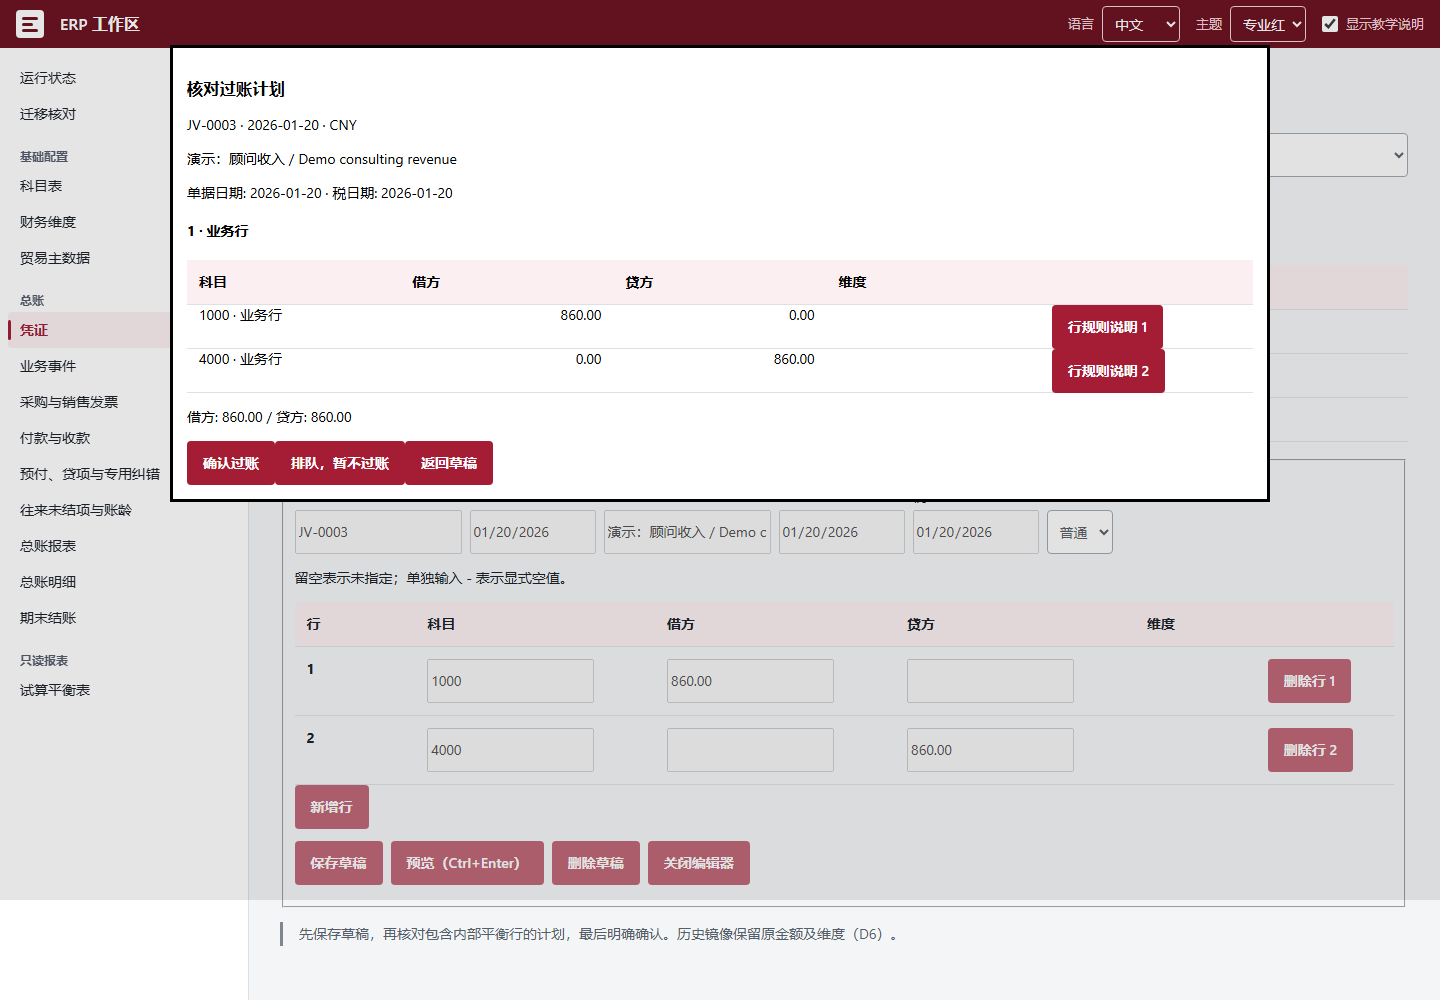 ERP 工作区
语言 中文 主题 专业红 显示教学说明
运行状态
迁移核对
基础配置
科目表
财务维度
贸易主数据
总账
凭证
业务事件
采购与销售发票
付款与收款
预付、贷项与专用纠错
往来未结项与账龄
总账报表
总账明细
期末结账
只读报表
试算平衡表
核对过账计划
JV-0003 · 2026-01-20 · CNY
演示：顾问收入 / Demo consulting revenue
单据日期: 2026-01-20 · 税日期: 2026-01-20
1 · 业务行
科目 借方 贷方 维度
1000 · 业务行 860.00 0.00 行规则说明 1
4000 · 业务行 0.00 860.00 行规则说明 2
借方: 860.00 / 贷方: 860.00
确认过账 排队，暂不过账 返回草稿
JV-0003 01/20/2026 演示：顾问收入 / Demo c 01/20/2026 01/20/2026 普通
留空表示未指定；单独输入 - 表示显式空值。
行 科目 借方 贷方 维度
1 1000 860.00 删除行 1
2 4000 860.00 删除行 2
新增行
保存草稿 预览（Ctrl+Enter） 删除草稿 关闭编辑器
先保存草稿，再核对包含内部平衡行的计划，最后明确确认。历史镜像保留原金额及维度（D6）。